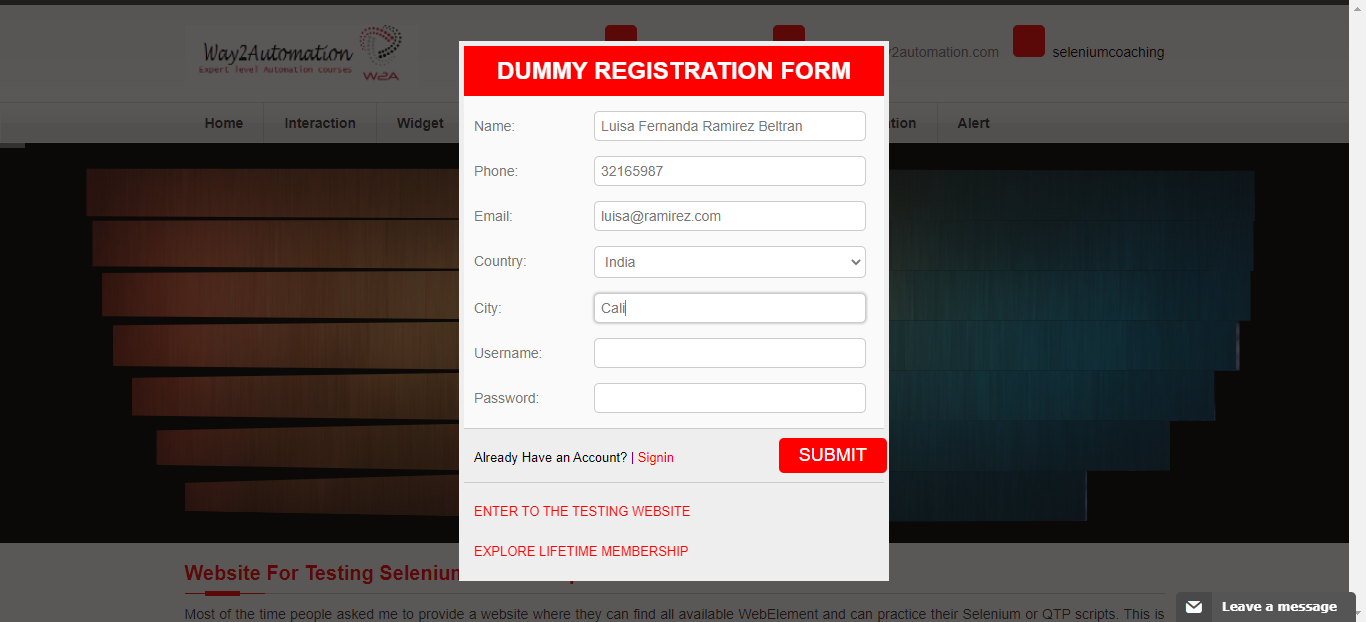 Way2Automation
Expert level Automation courses
W2A
2automation.com
seleniumcoaching
Home
Interaction
Widget
tion
Alert
DUMMY REGISTRATION FORM
Name:
Luisa Fernanda Ramirez Beltran
Phone:
32165987
Email:
luisa@ramirez.com
Country:
India
City:
Cali
Username:
Password:
Already Have an Account? | Signin
SUBMIT
ENTER TO THE TESTING WEBSITE
EXPLORE LIFETIME MEMBERSHIP
Website For Testing Seleniu
Most of the time people asked me to provide a website where they can find all available WebElement and can practice their Selenium or QTP scripts. This is
Leave a message